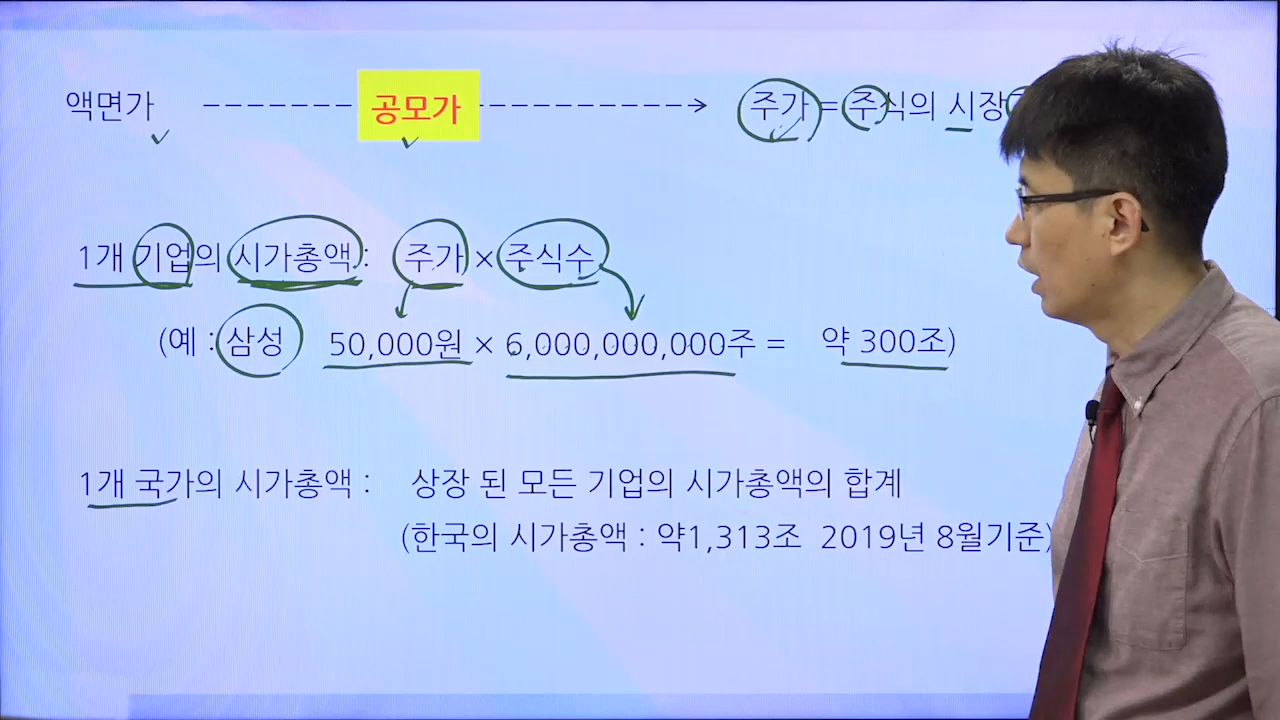 액면가 공모가 주가 = 주식의 시장
1개 기업의 시가총액 : 주가 × 주식수
(예 : 삼성 50,000원 × 6,000,000,000주 = 약 300조)
1개 국가의 시가총액 : 상장 된 모든 기업의 시가총액의 합계
(한국의 시가총액 : 약1,313조 2019년 8월기준)